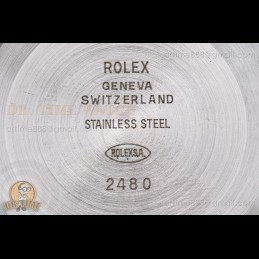 ROLEX
GENEVA
SWITZERLAND
STAINLESS STEEL
ROLEX S.A.
2480